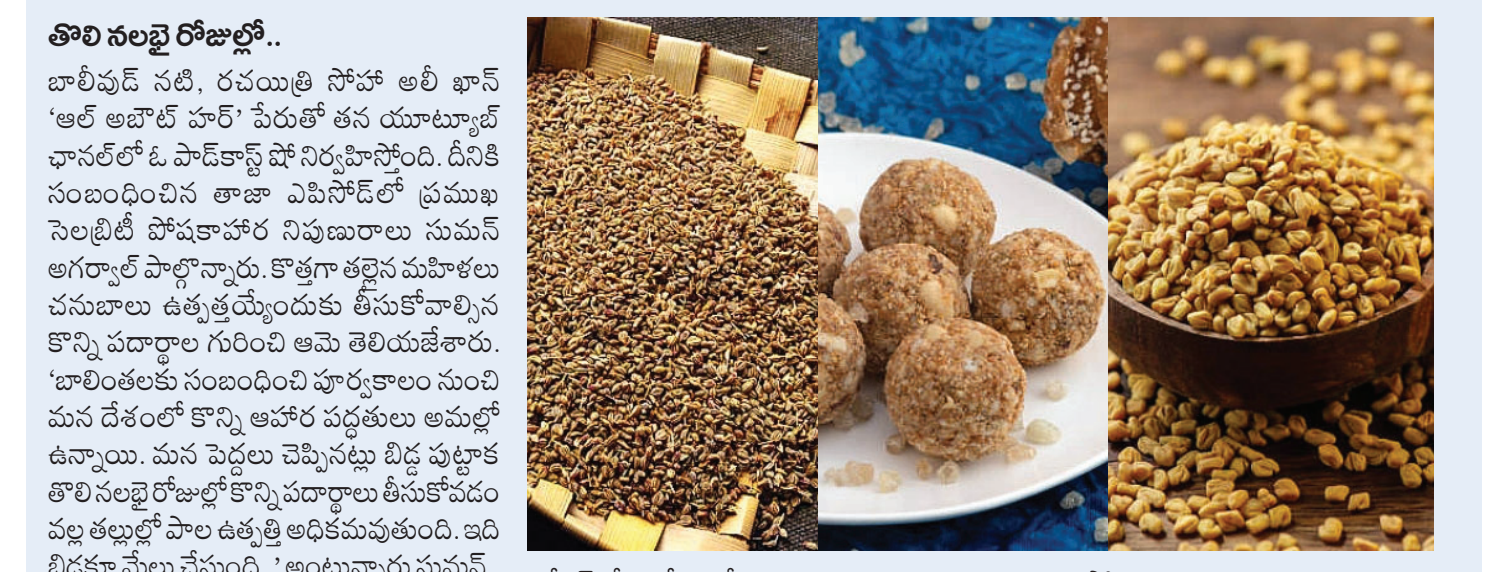 తొలి నలభై రోజుల్లో..
బాలీవుడ్ నటి, రచయిత్రి సోహా అలీ ఖాన్
‘ఆల్ అబౌట్ హర్’ పేరుతో తన యూట్యూబ్
ఛానల్‌లో ఓ పాడ్‌కాస్ట్ షో నిర్వహిస్తోంది. దీనికి
సంబంధించిన తాజా ఎపిసోడ్‌లో ప్రముఖ
సెలబ్రిటీ పోషకాహార నిపుణురాలు సుమన్
అగర్వాల్ పాల్గొన్నారు. కొత్తగా తల్లైన మహిళలు
చనుబాలు ఉత్పత్తయ్యేందుకు తీసుకోవాల్సిన
కొన్ని పదార్థాల గురించి ఆమె తెలియజేశారు.
‘బాలింతలకు సంబంధించి పూర్వకాలం నుంచి
మన దేశంలో కొన్ని ఆహార పద్ధతులు అమల్లో
ఉన్నాయి. మన పెద్దలు చెప్పినట్లు బిడ్డ పుట్టాక
తొలి నలభై రోజుల్లో కొన్ని పదార్థాలు తీసుకోవడం
వల్ల తల్లుల్లో పాల ఉత్పత్తి అధికమవుతుంది. ఇది
బిడ్డకూ మేలు చేస్తుంది..’ అంటున్నారు సుమన్.